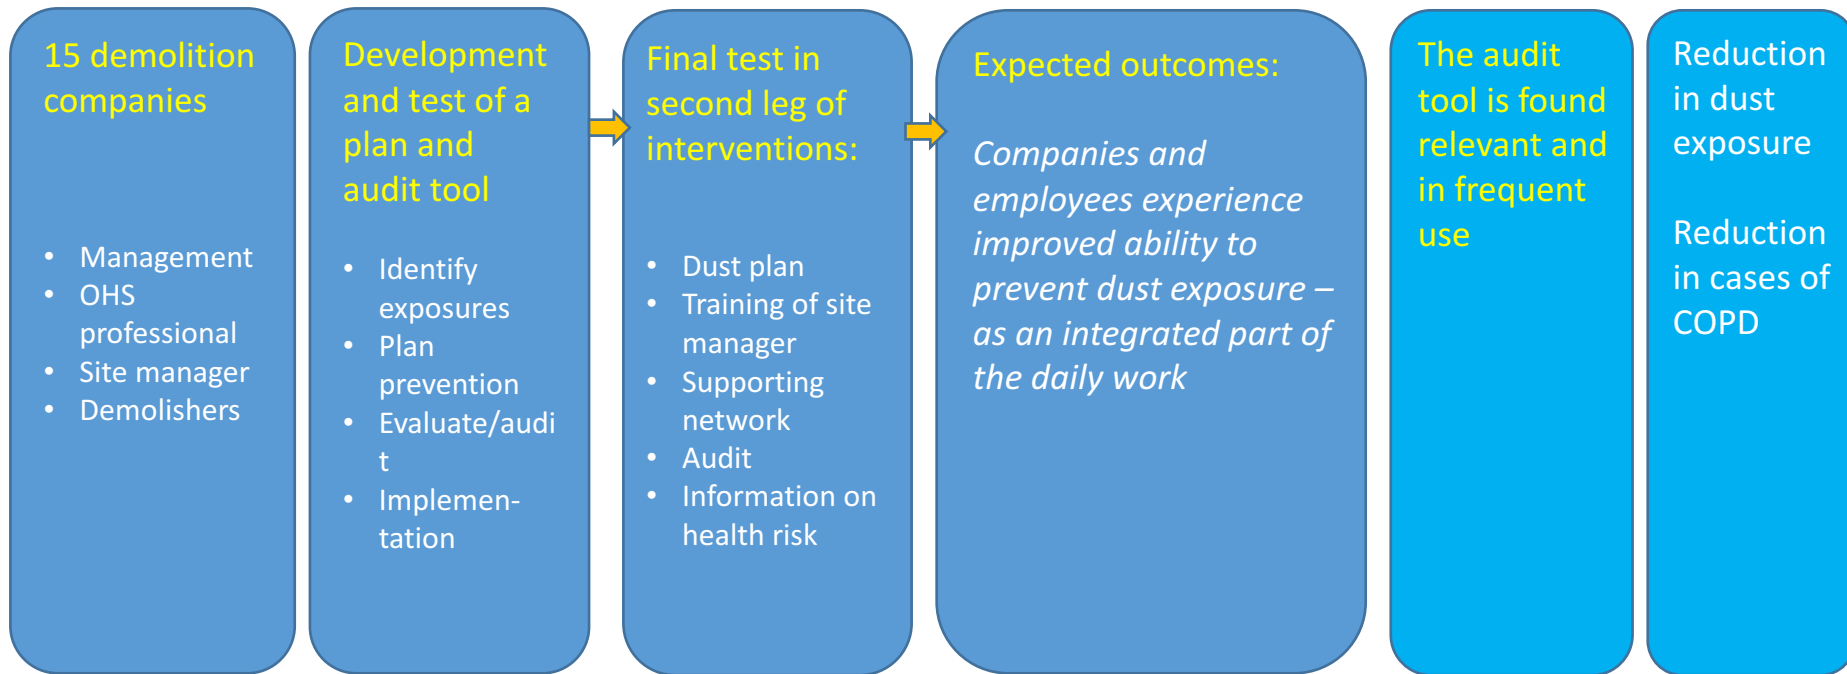 15 demolition
companies
• Management
• OHS
professional
• Site manager
• Demolishers
Development
and test of a
plan and
audit tool
• Identify
exposures
• Plan
prevention
• Evaluate/audi
t
• Implemen-
tation
Final test in
second leg of
interventions:
• Dust plan
• Training of site
manager
• Supporting
network
• Audit
• Information on
health risk
Expected outcomes:
Companies and
employees experience
improved ability to
prevent dust exposure –
as an integrated part of
the daily work
The audit
tool is found
relevant and
in frequent
use
Reduction
in dust
exposure
Reduction
in cases of
COPD